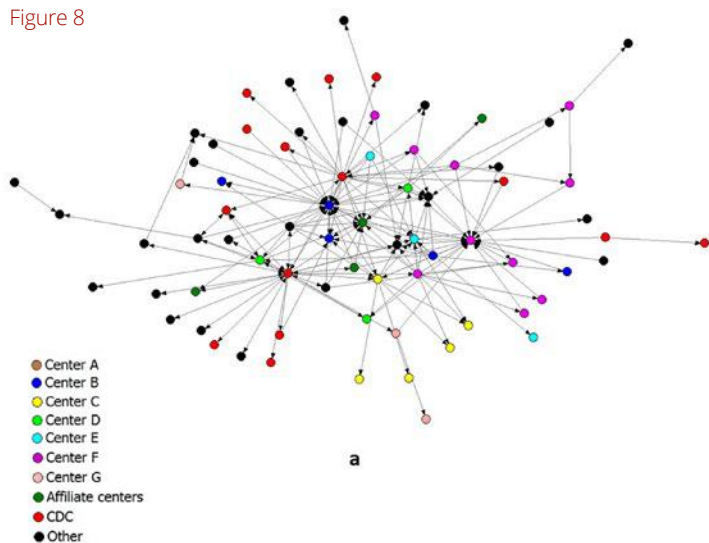 Figure 8
Center A
Center B
Center C
Center D
Center E
Center F
Center G
Affiliate centers
CDC
Other
a